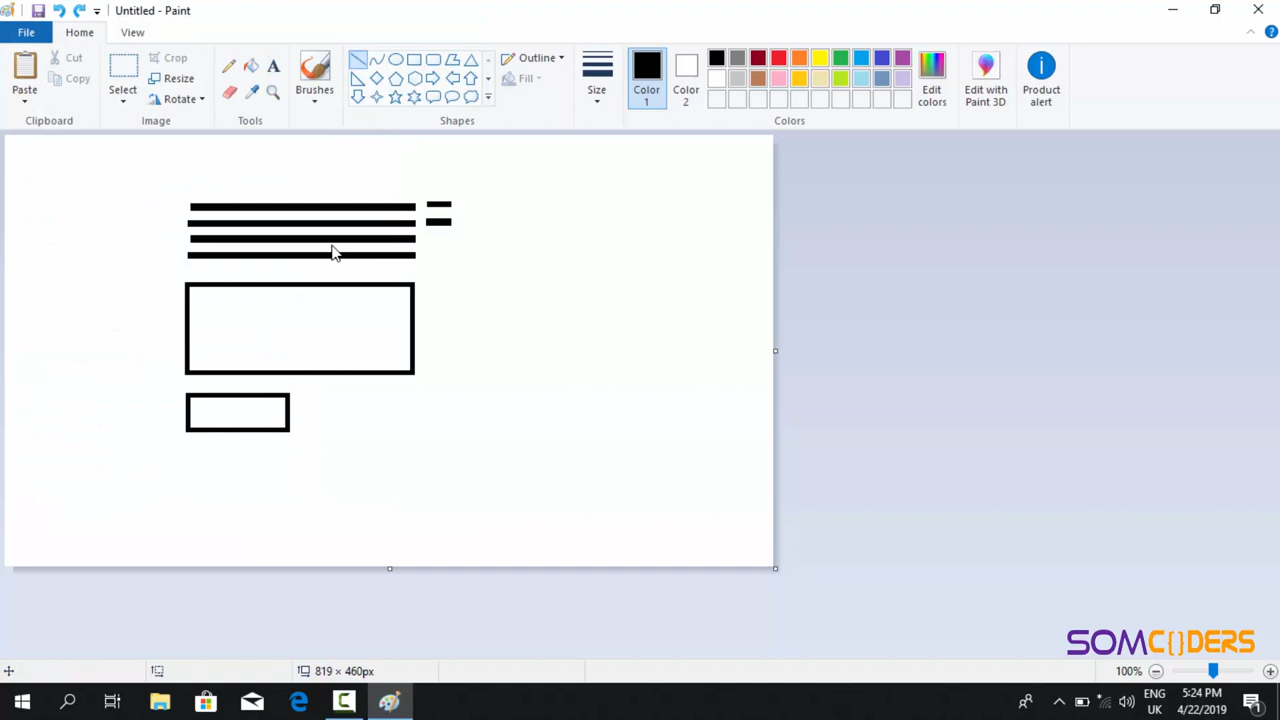 Untitled - Paint
File
Home
View
Paste
Cut
Copy
Clipboard
Select
Crop
Resize
Rotate
Image
Tools
Brushes
Outline
Fill
Shapes
Size
Color 1
Color 2
Edit colors
Colors
Edit with Paint 3D
Product alert
A
SOMC{}DERS
819 × 460px
100%
ENG
UK
5:24 PM
4/22/2019
1